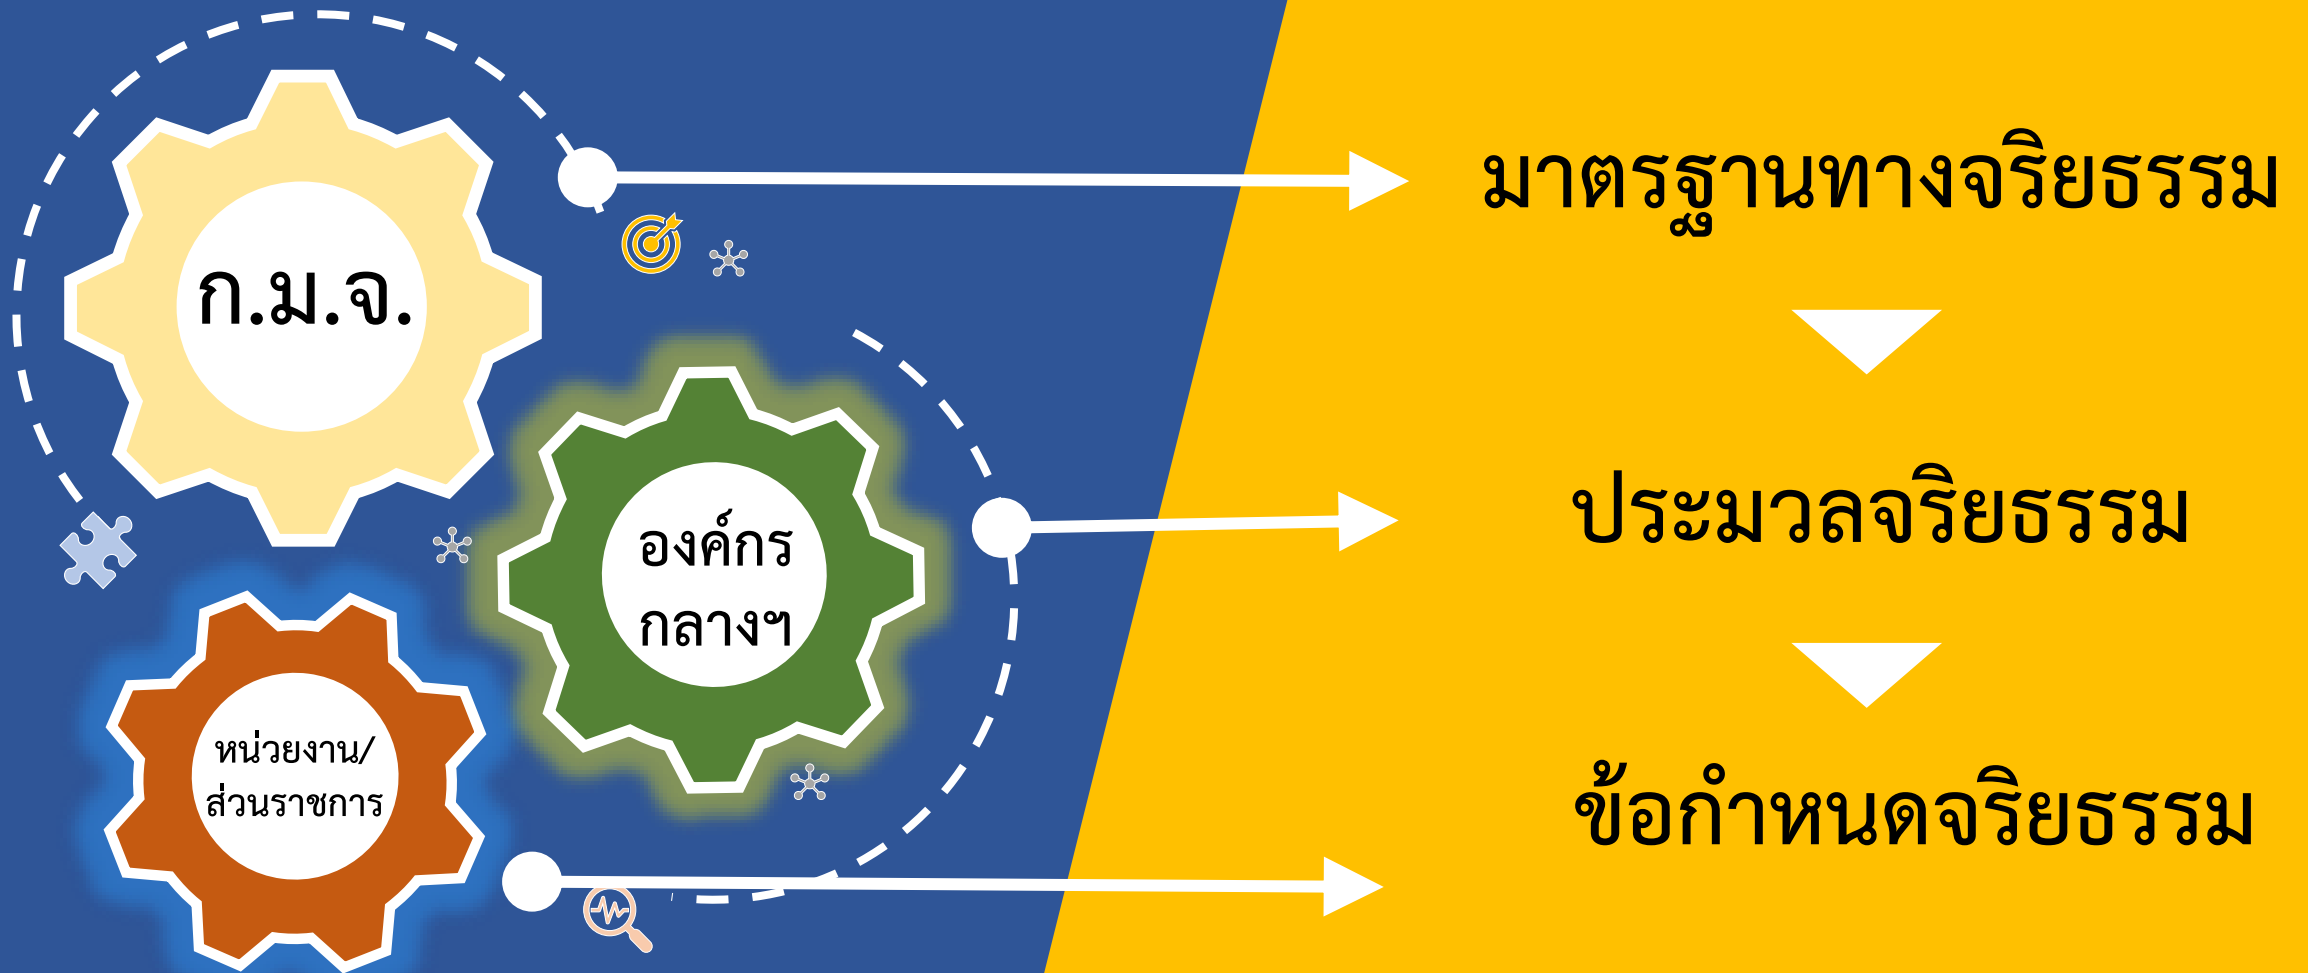 ก.ม.จ.
มาตรฐานทางจริยธรรม
องค์กร
กลางฯ
ประมวลจริยธรรม
หน่วยงาน/
ส่วนราชการ
ข้อกำหนดจริยธรรม